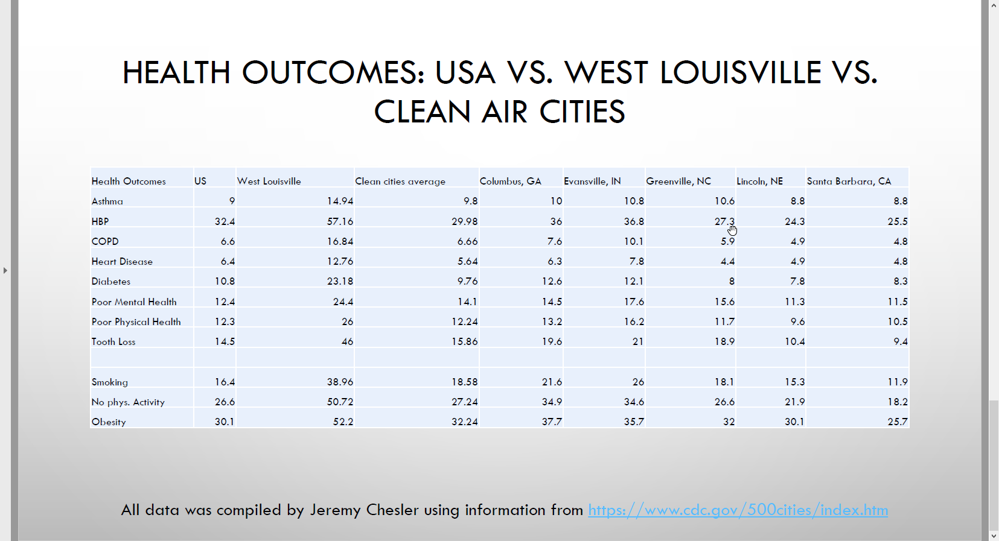 HEALTH OUTCOMES: USA VS. WEST LOUISVILLE VS.
CLEAN AIR CITIES
Health Outcomes US West Louisville Clean cities average Columbus, GA Evansville, IN Greenville, NC Lincoln, NE Santa Barbara, CA
Asthma 9 14.94 9.8 10 10.8 10.6 8.8 8.8
HBP 32.4 57.16 29.98 36 36.8 27.3 24.3 25.5
COPD 6.6 16.84 6.66 7.6 10.1 5.9 4.9 4.8
Heart Disease 6.4 12.76 5.64 6.3 7.8 4.4 4.9 4.8
Diabetes 10.8 23.18 9.76 12.6 12.1 8 7.8 8.3
Poor Mental Health 12.4 24.4 14.1 14.5 17.6 15.6 11.3 11.5
Poor Physical Health 12.3 26 12.24 13.2 16.2 11.7 9.6 10.5
Tooth Loss 14.5 46 15.86 19.6 21 18.9 10.4 9.4
Smoking 16.4 38.96 18.58 21.6 26 18.1 15.3 11.9
No phys. Activity 26.6 50.72 27.24 34.9 34.6 26.6 21.9 18.2
Obesity 30.1 52.2 32.24 37.7 35.7 32 30.1 25.7
All data was compiled by Jeremy Chesler using information from https://www.cdc.gov/500cities/index.htm